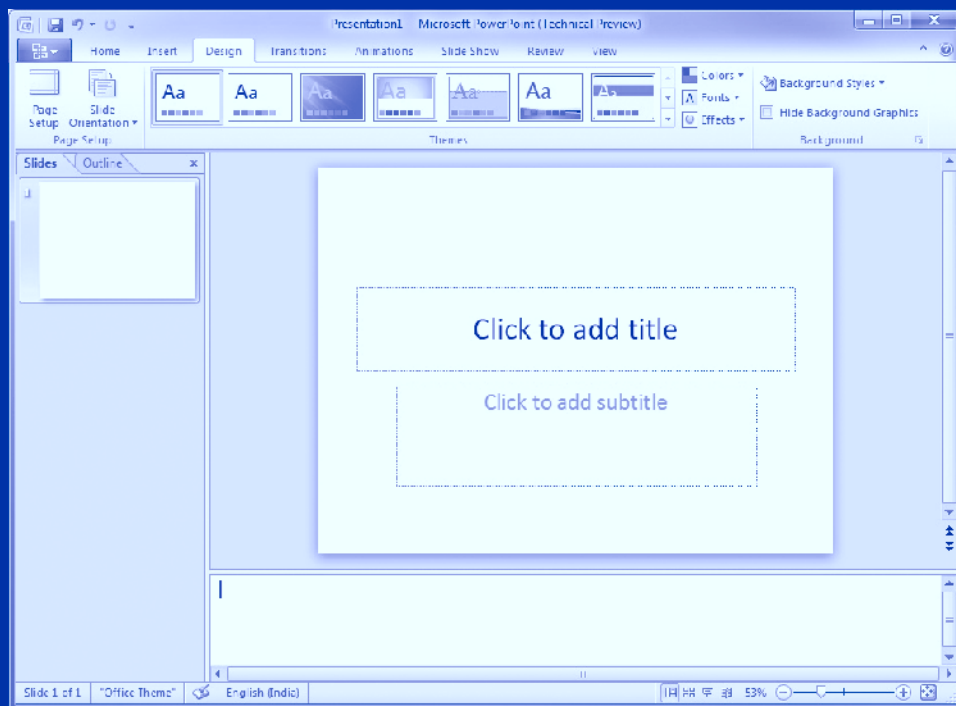 Presentation1 - Microsoft PowerPoint (Technical Preview)
Home Insert Design Transitions Animations Slide Show Review View
Page Setup
Slide Orientation
Aa Aa Aa Aa Aa Aa Aa
Colors
Fonts
Effects
Background Styles
Hide Background Graphics
Page Setup Themes Background
Slides Outline x
1
Click to add title
Click to add subtitle
Slide 1 of 1 "Office Theme" English (India) 53%